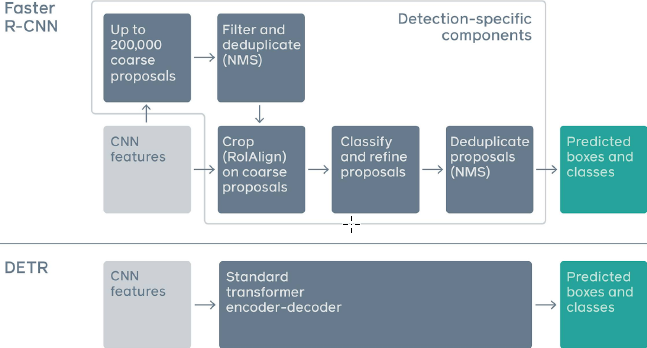 Faster
R-CNN
Up to
200,000
coarse
proposals
Filter and
deduplicate
(NMS)
Detection-specific
components
CNN
features
Crop
(RoIAlign)
on coarse
proposals
Classify
and refine
proposals
Deduplicate
proposals
(NMS)
Predicted
boxes and
classes
DETR
CNN
features
Standard
transformer
encoder-decoder
Predicted
boxes and
classes